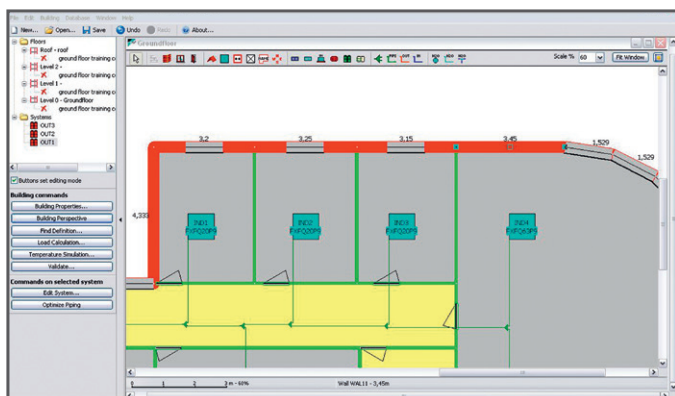 File Edit Building Database Window Help
New... Open... Save Undo Redo About...
Floors
Roof - roof
ground floor training c
Level 2 -
ground floor training c
Level 1 -
ground floor training c
Level 0 - Groundfloor
ground floor training c
Systems
OUT3
OUT2
OUT1
Buttons set editing mode
Building commands
Building Properties...
Building Perspective
Find Definition...
Load Calculation...
Temperature Simulation...
Validate...
Commands on selected system
Edit System...
Optimize Piping
Groundfloor
Scale % 60 Fit Window
3,2 3,25 3,15 3,45
1,529
1,529
4,333
IND1
FXFQ20P9
IND2
FXFQ20P9
IND3
FXFQ20P9
IND4
FXFQ63P9
0 1 2 3 m - 60% Wall WAL11 - 3,45m